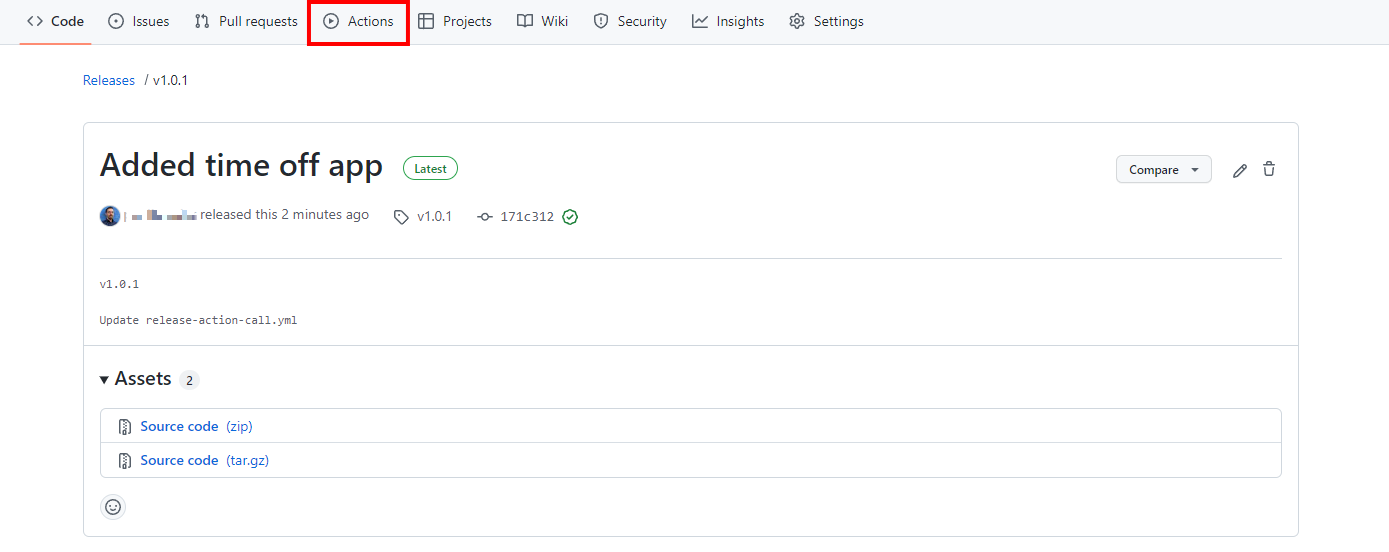 Code Issues Pull requests Actions Projects Wiki Security Insights Settings
Releases / v1.0.1
Added time off app Latest Compare
released this 2 minutes ago v1.0.1 171c312
v1.0.1
Update release-action-call.yml
Assets 2
Source code (zip)
Source code (tar.gz)